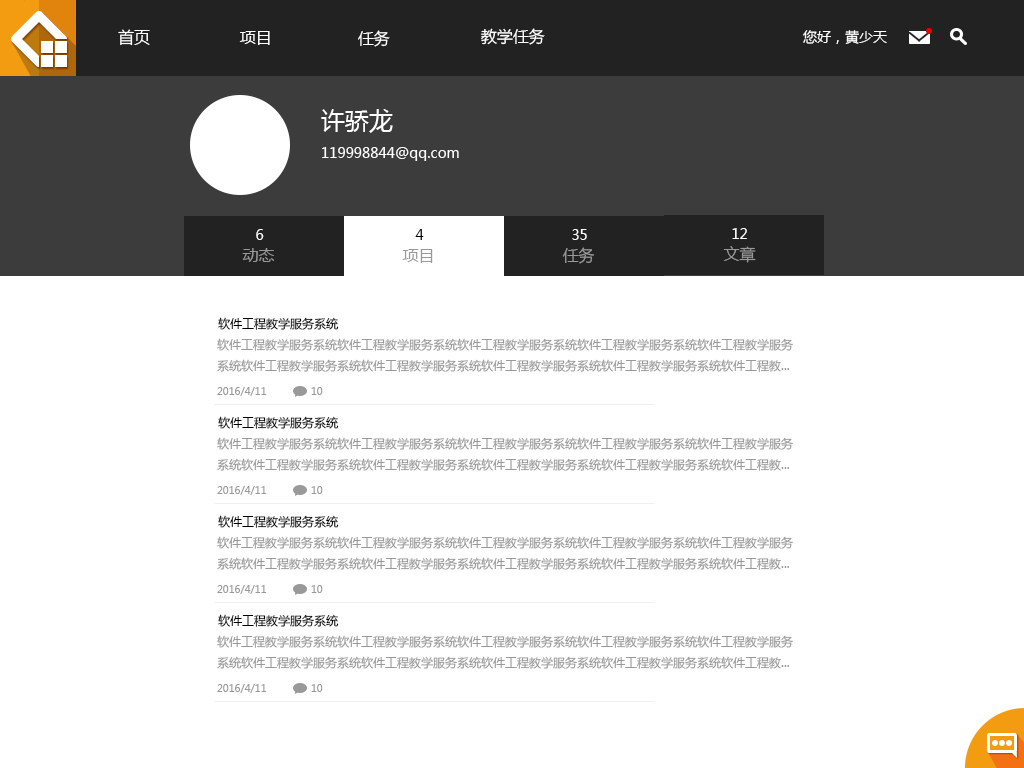 首页 项目 任务 教学任务 您好，黄少天
许骄龙
119998844@qq.com
6 4 35 12
动态 项目 任务 文章
软件工程教学服务系统
软件工程教学服务系统软件工程教学服务系统软件工程教学服务系统软件工程教学服务系统软件工程教学服务
系统软件工程教学服务系统软件工程教学服务系统软件工程教学服务系统软件工程教学服务系统软件工程教...
2016/4/11 10
软件工程教学服务系统
软件工程教学服务系统软件工程教学服务系统软件工程教学服务系统软件工程教学服务系统软件工程教学服务
系统软件工程教学服务系统软件工程教学服务系统软件工程教学服务系统软件工程教学服务系统软件工程教...
2016/4/11 10
软件工程教学服务系统
软件工程教学服务系统软件工程教学服务系统软件工程教学服务系统软件工程教学服务系统软件工程教学服务
系统软件工程教学服务系统软件工程教学服务系统软件工程教学服务系统软件工程教学服务系统软件工程教...
2016/4/11 10
软件工程教学服务系统
软件工程教学服务系统软件工程教学服务系统软件工程教学服务系统软件工程教学服务系统软件工程教学服务
系统软件工程教学服务系统软件工程教学服务系统软件工程教学服务系统软件工程教学服务系统软件工程教...
2016/4/11 10